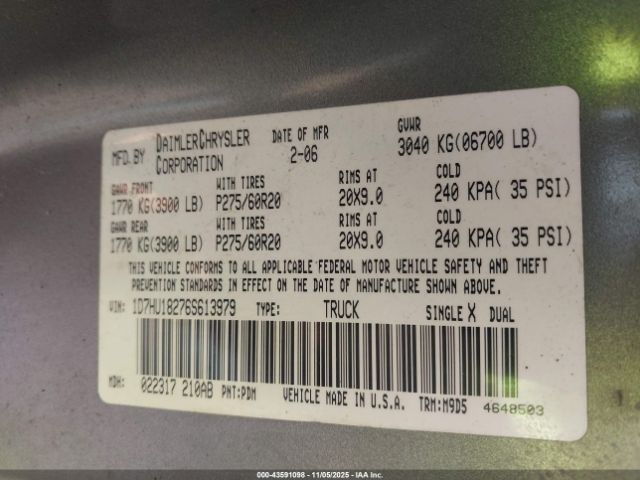 MFD. BY DAIMLERCHRYSLER CORPORATION DATE OF MFR 2-06 GVWR 3040 KG(06700 LB)
GAWR FRONT WITH TIRES RIMS AT COLD
1770 KG(3900 LB) P275/60R20 20X9.0 240 KPA( 35 PSI)
GAWR REAR WITH TIRES RIMS AT COLD
1770 KG(3900 LB) P275/60R20 20X9.0 240 KPA( 35 PSI)
THIS VEHICLE CONFORMS TO ALL APPLICABLE FEDERAL MOTOR VEHICLE SAFETY AND THEFT
PREVENTION STANDARDS IN EFFECT ON THE DATE OF MANUFACTURE SHOWN ABOVE.
VIN: 1D7HU18276S613979 TYPE: TRUCK SINGLE X DUAL
MDH: 022317 210AB PNT:PDM VEHICLE MADE IN U.S.A. TRM:M9D5 4648503
000-43591098 - 11/05/2025 - IAA Inc.